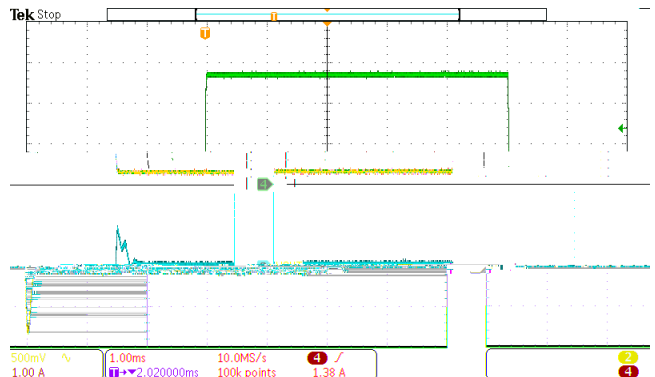 Tek Stop
T
T
4
500mV
1.00 A
1.00ms
T→▼2.020000ms
10.0MS/s
100k points
4
1.38 A
2
4